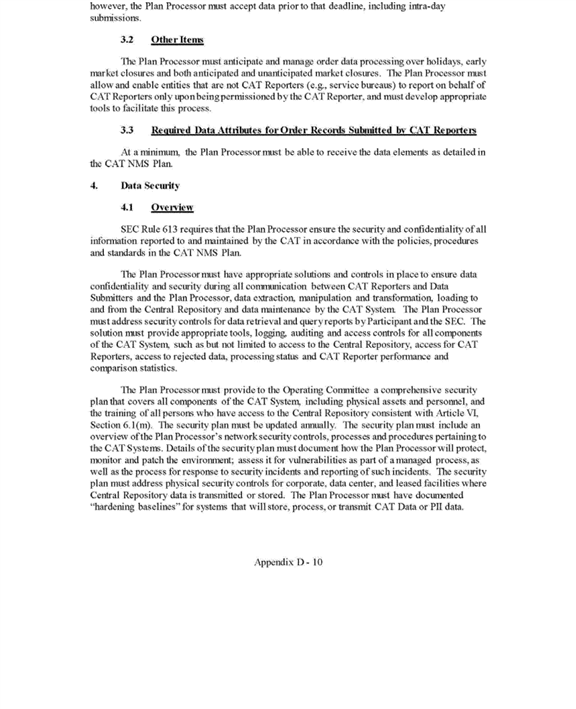 however, the Plan Processor must accept data prior to that deadline, including intra-day
submissions.
3.2 Other Items
The Plan Processor must anticipate and manage order data processing over holidays, early
market closures and both anticipated and unanticipated market closures. The Plan Processor must
allow and enable entities that are not CAT Reporters (e.g., service bureaus) to report on behalf of
CAT Reporters only upon being permissioned by the CAT Reporter, and must develop appropriate
tools to facilitate this process.
3.3 Required Data Attributes for Order Records Submitted by CAT Reporters
At a minimum, the Plan Processor must be able to receive the data elements as detailed in
the CAT NMS Plan.
4. Data Security
4.1 Overview
SEC Rule 613 requires that the Plan Processor ensure the security and confidentiality of all
information reported to and maintained by the CAT in accordance with the policies, procedures
and standards in the CAT NMS Plan.
The Plan Processor must have appropriate solutions and controls in place to ensure data
confidentiality and security during all communication between CAT Reporters and Data
Submitters and the Plan Processor, data extraction, manipulation and transformation, loading to
and from the Central Repository and data maintenance by the CAT System. The Plan Processor
must address security controls for data retrieval and query reports by Participant and the SEC. The
solution must provide appropriate tools, logging, auditing and access controls for all components
of the CAT System, such as but not limited to access to the Central Repository, access for CAT
Reporters, access to rejected data, processing status and CAT Reporter performance and
comparison statistics.
The Plan Processor must provide to the Operating Committee a comprehensive security
plan that covers all components of the CAT System, including physical assets and personnel, and
the training of all persons who have access to the Central Repository consistent with Article VI,
Section 6.1(m). The security plan must be updated annually. The security plan must include an
overview of the Plan Processor’s network security controls, processes and procedures pertaining to
the CAT Systems. Details of the security plan must document how the Plan Processor will protect,
monitor and patch the environment; assess it for vulnerabilities as part of a managed process, as
well as the process for response to security incidents and reporting of such incidents. The security
plan must address physical security controls for corporate, data center, and leased facilities where
Central Repository data is transmitted or stored. The Plan Processor must have documented
“hardening baselines” for systems that will store, process, or transmit CAT Data or PII data.
Appendix D - 10